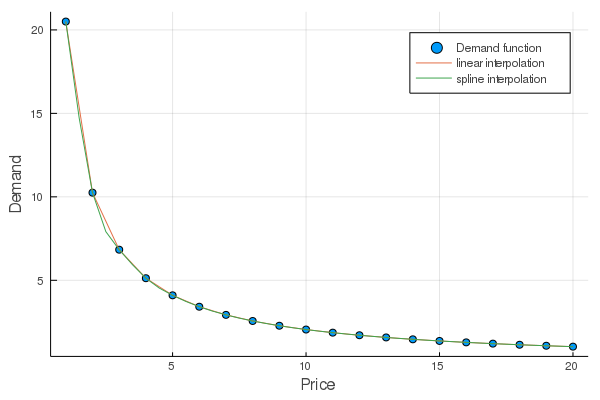 20
15
10
5
Demand
Demand function
linear interpolation
spline interpolation
5
10
15
20
Price